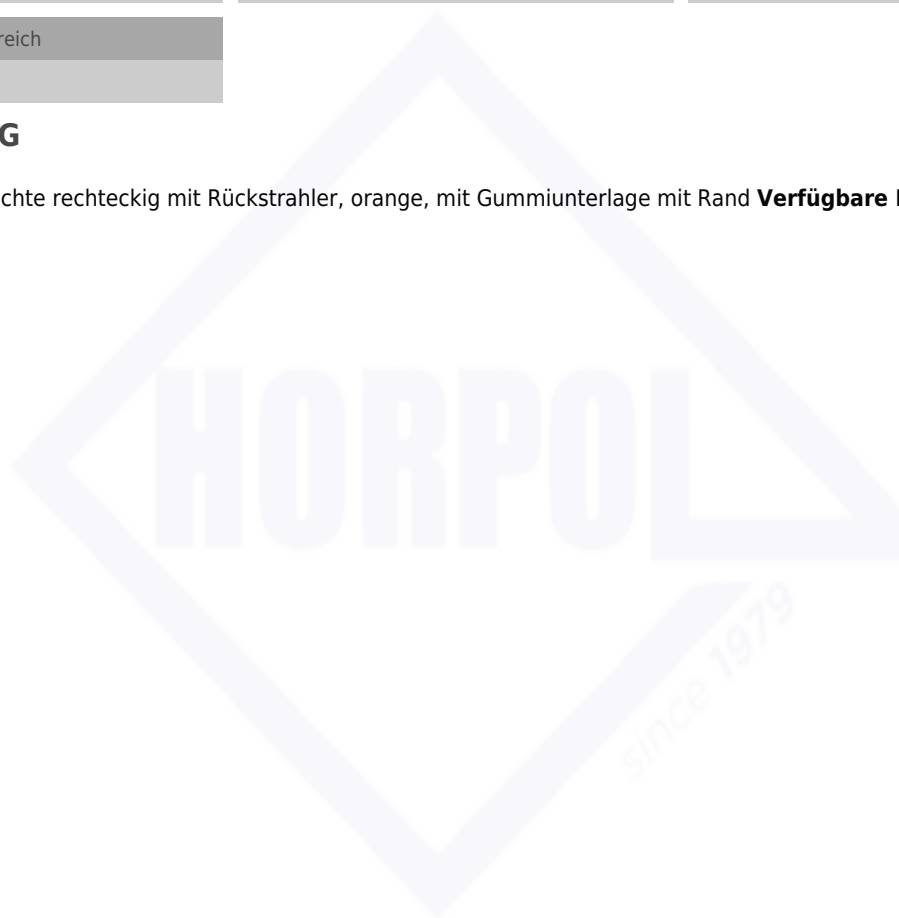 reich
G
chte rechteckig mit Rückstrahler, orange, mit Gummiunterlage mit Rand Verfügbare
HORPOL
since 1979